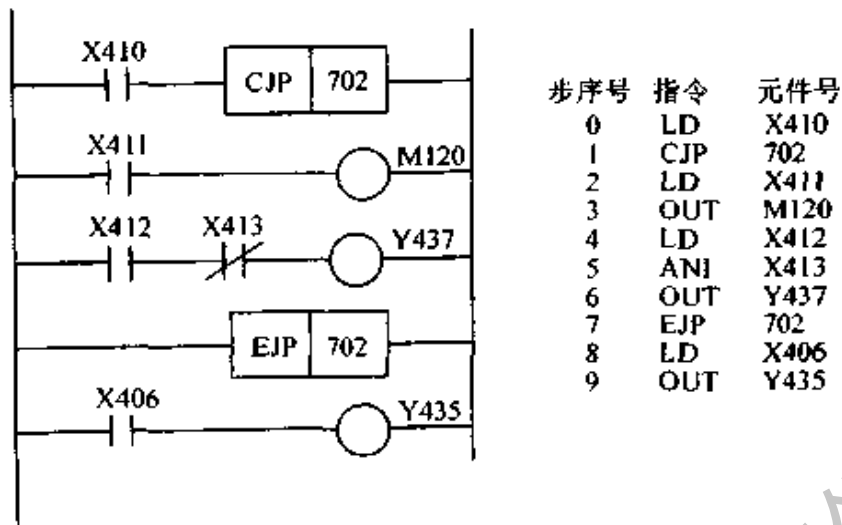 X410
CJP 702
X411
M120
X412 X413
Y437
EJP 702
X406
Y435
步序号 指令 元件号
0 LD X410
1 CJP 702
2 LD X411
3 OUT M120
4 LD X412
5 ANI X413
6 OUT Y437
7 EJP 702
8 LD X406
9 OUT Y435